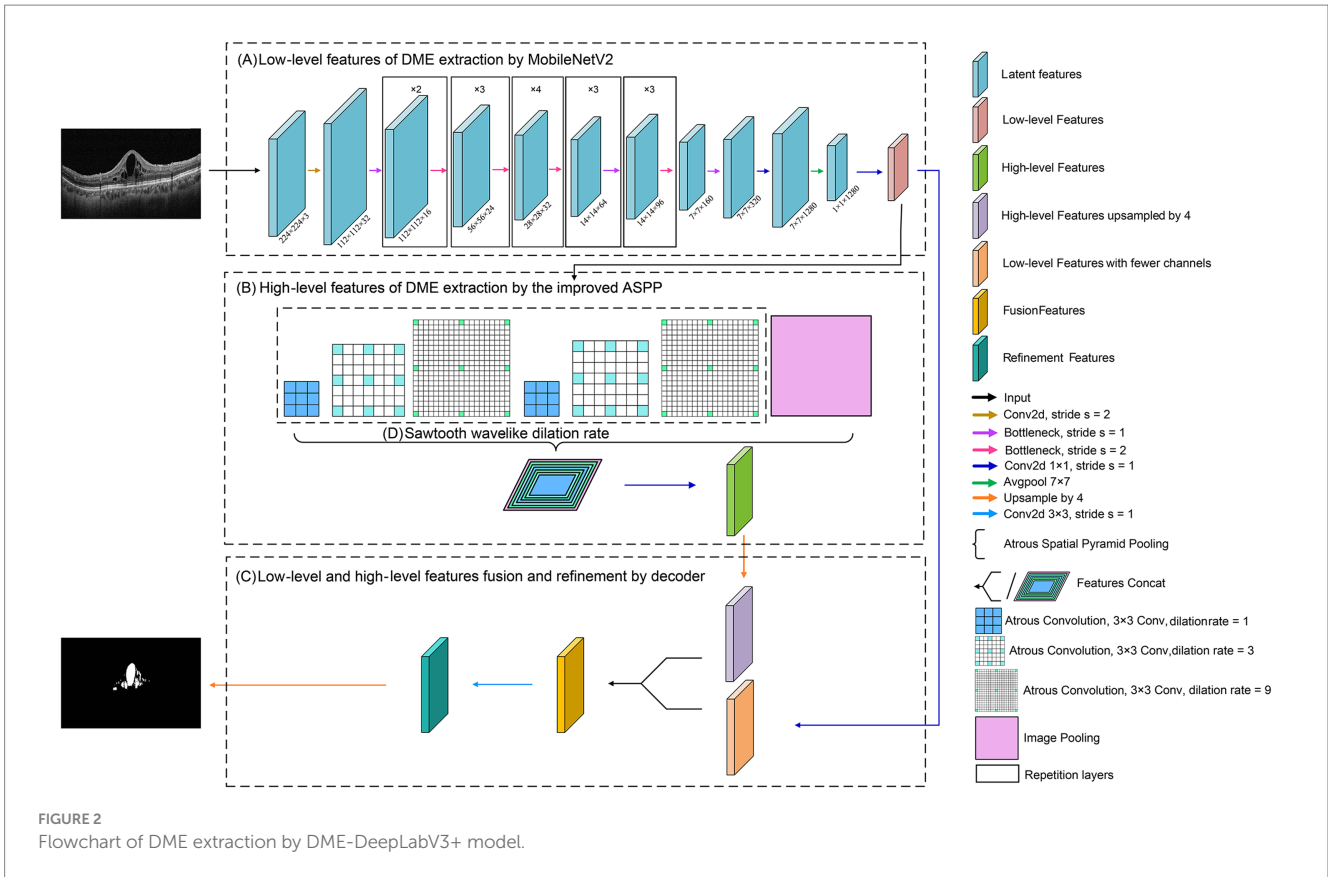 (A) Low-level features of DME extraction by MobileNetV2
×2
×3
×4
×3
×3
224×224×3
112×112×32
112×112×16
56×56×24
28×28×32
14×14×64
14×14×96
7×7×160
7×7×320
7×7×1280
1×1×1280
(B) High-level features of DME extraction by the improved ASPP
(D) Sawtooth wavelike dilation rate
(C) Low-level and high-level features fusion and refinement by decoder
Latent features
Low-level Features
High-level Features
High-level Features upsampled by 4
Low-level Features with fewer channels
FusionFeatures
Refinement Features
Input
Conv2d, stride s = 2
Bottleneck, stride s = 1
Bottleneck, stride s = 2
Conv2d 1×1, stride s = 1
Avgpool 7×7
Upsample by 4
Conv2d 3×3, stride s = 1
Atrous Spatial Pyramid Pooling
Features Concat
Atrous Convolution, 3×3 Conv, dilationrate = 1
Atrous Convolution, 3×3 Conv,dilation rate = 3
Atrous Convolution, 3×3 Conv, dilation rate = 9
Image Pooling
Repetition layers
FIGURE 2
Flowchart of DME extraction by DME-DeepLabV3+ model.